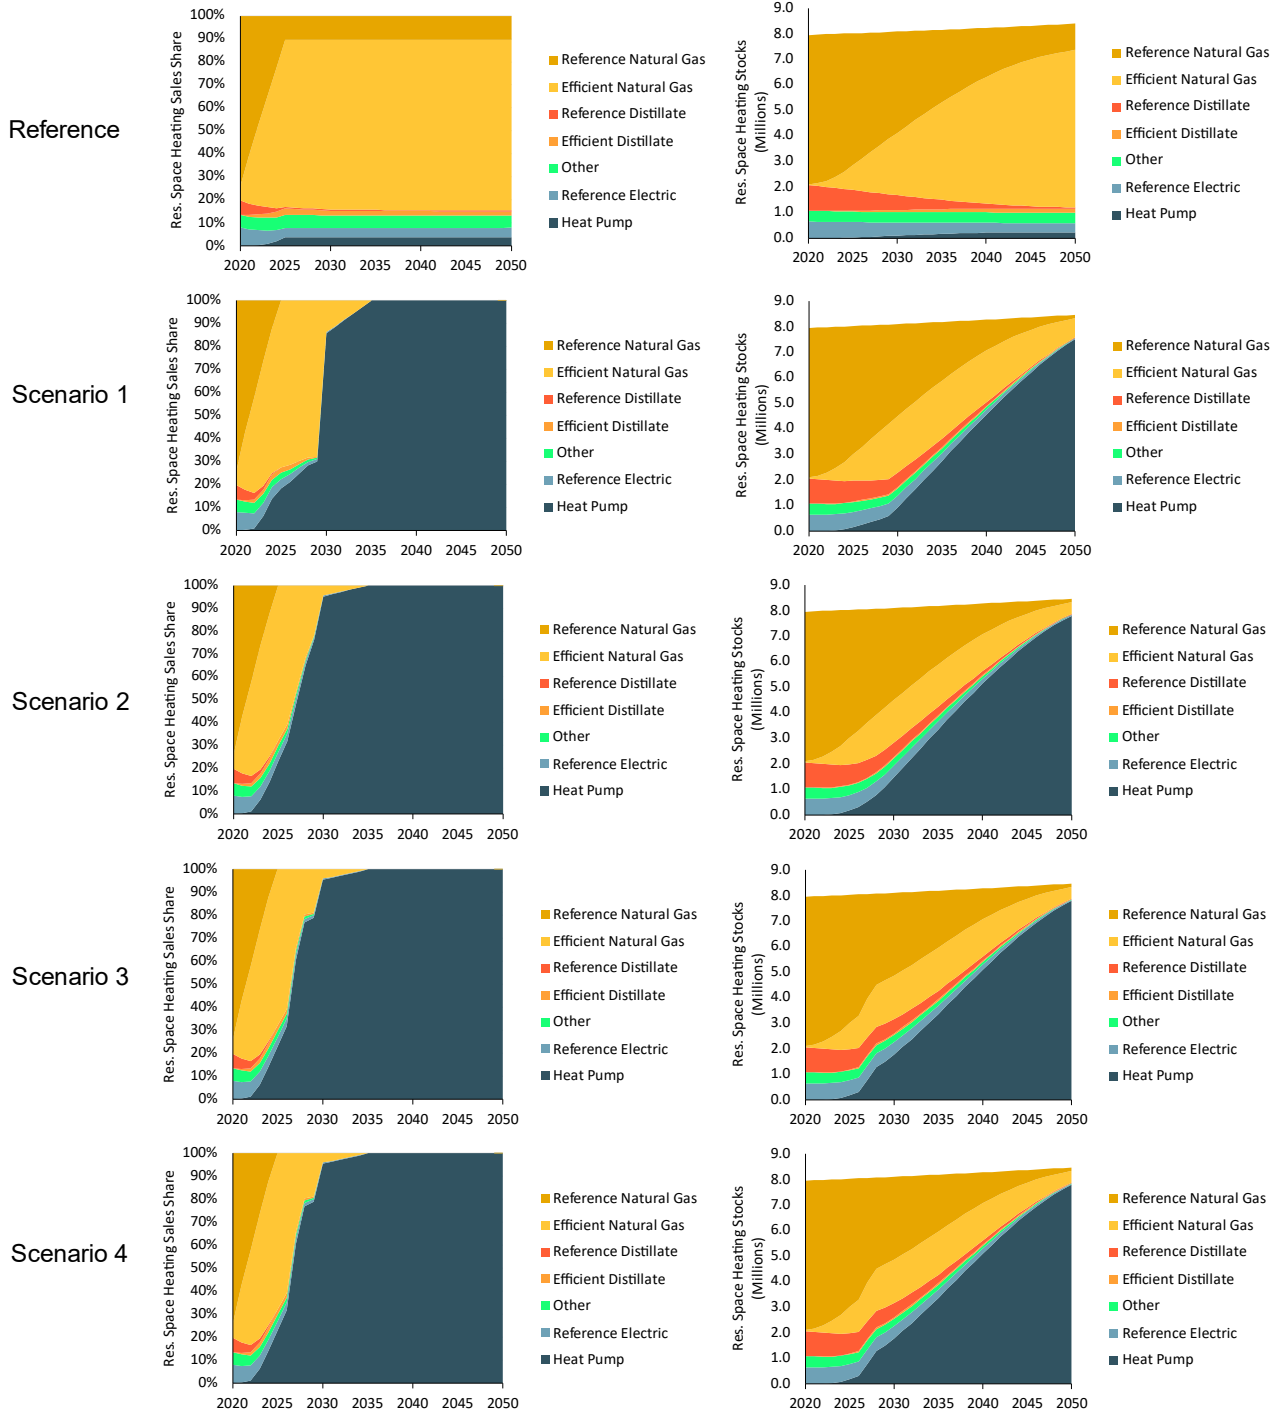 Reference
Res. Space Heating Sales Share
100%
90%
80%
70%
60%
50%
40%
30%
20%
10%
0%
2020 2025 2030 2035 2040 2045 2050
Reference Natural Gas
Efficient Natural Gas
Reference Distillate
Efficient Distillate
Other
Reference Electric
Heat Pump
Res. Space Heating Stocks
(Millions)
9.0
8.0
7.0
6.0
5.0
4.0
3.0
2.0
1.0
0.0
2020 2025 2030 2035 2040 2045 2050
Reference Natural Gas
Efficient Natural Gas
Reference Distillate
Efficient Distillate
Other
Reference Electric
Heat Pump
Scenario 1
Res. Space Heating Sales Share
100%
90%
80%
70%
60%
50%
40%
30%
20%
10%
0%
2020 2025 2030 2035 2040 2045 2050
Reference Natural Gas
Efficient Natural Gas
Reference Distillate
Efficient Distillate
Other
Reference Electric
Heat Pump
Res. Space Heating Stocks
(Millions)
9.0
8.0
7.0
6.0
5.0
4.0
3.0
2.0
1.0
0.0
2020 2025 2030 2035 2040 2045 2050
Reference Natural Gas
Efficient Natural Gas
Reference Distillate
Efficient Distillate
Other
Reference Electric
Heat Pump
Scenario 2
Res. Space Heating Sales Share
100%
90%
80%
70%
60%
50%
40%
30%
20%
10%
0%
2020 2025 2030 2035 2040 2045 2050
Reference Natural Gas
Efficient Natural Gas
Reference Distillate
Efficient Distillate
Other
Reference Electric
Heat Pump
Res. Space Heating Stocks
(Millions)
9.0
8.0
7.0
6.0
5.0
4.0
3.0
2.0
1.0
0.0
2020 2025 2030 2035 2040 2045 2050
Reference Natural Gas
Efficient Natural Gas
Reference Distillate
Efficient Distillate
Other
Reference Electric
Heat Pump
Scenario 3
Res. Space Heating Sales Share
100%
90%
80%
70%
60%
50%
40%
30%
20%
10%
0%
2020 2025 2030 2035 2040 2045 2050
Reference Natural Gas
Efficient Natural Gas
Reference Distillate
Efficient Distillate
Other
Reference Electric
Heat Pump
Res. Space Heating Stocks
(Millions)
9.0
8.0
7.0
6.0
5.0
4.0
3.0
2.0
1.0
0.0
2020 2025 2030 2035 2040 2045 2050
Reference Natural Gas
Efficient Natural Gas
Reference Distillate
Efficient Distillate
Other
Reference Electric
Heat Pump
Scenario 4
Res. Space Heating Sales Share
100%
90%
80%
70%
60%
50%
40%
30%
20%
10%
0%
2020 2025 2030 2035 2040 2045 2050
Reference Natural Gas
Efficient Natural Gas
Reference Distillate
Efficient Distillate
Other
Reference Electric
Heat Pump
Res. Space Heating Stocks
(Millions)
9.0
8.0
7.0
6.0
5.0
4.0
3.0
2.0
1.0
0.0
2020 2025 2030 2035 2040 2045 2050
Reference Natural Gas
Efficient Natural Gas
Reference Distillate
Efficient Distillate
Other
Reference Electric
Heat Pump